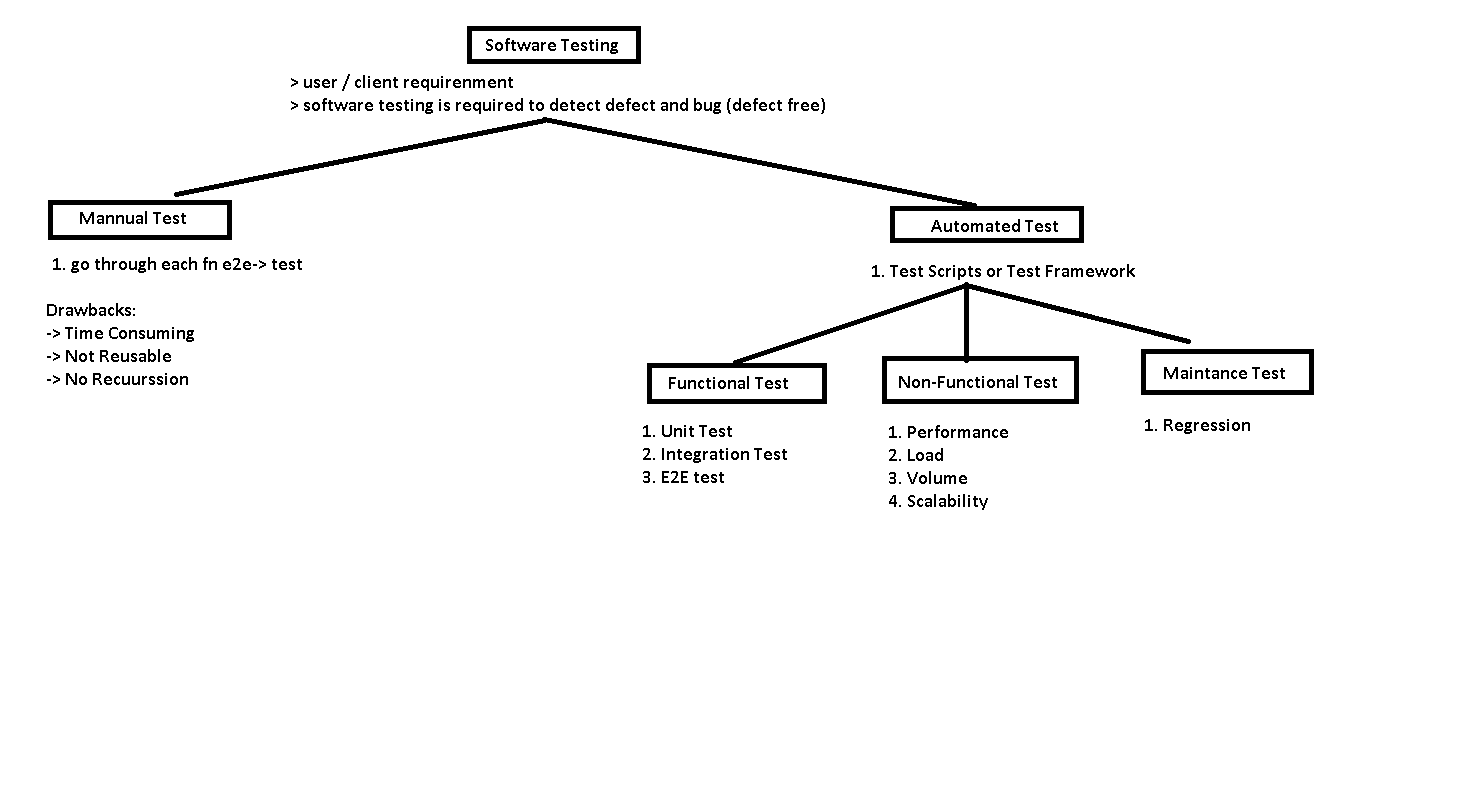 Software Testing
> user / client requirenment
> software testing is required to detect defect and bug (defect free)
Mannual Test
1. go through each fn e2e-> test
Drawbacks:
-> Time Consuming
-> Not Reusable
-> No Recuurssion
Automated Test
1. Test Scripts or Test Framework
Functional Test
1. Unit Test
2. Integration Test
3. E2E test
Non-Functional Test
1. Performance
2. Load
3. Volume
4. Scalability
Maintance Test
1. Regression